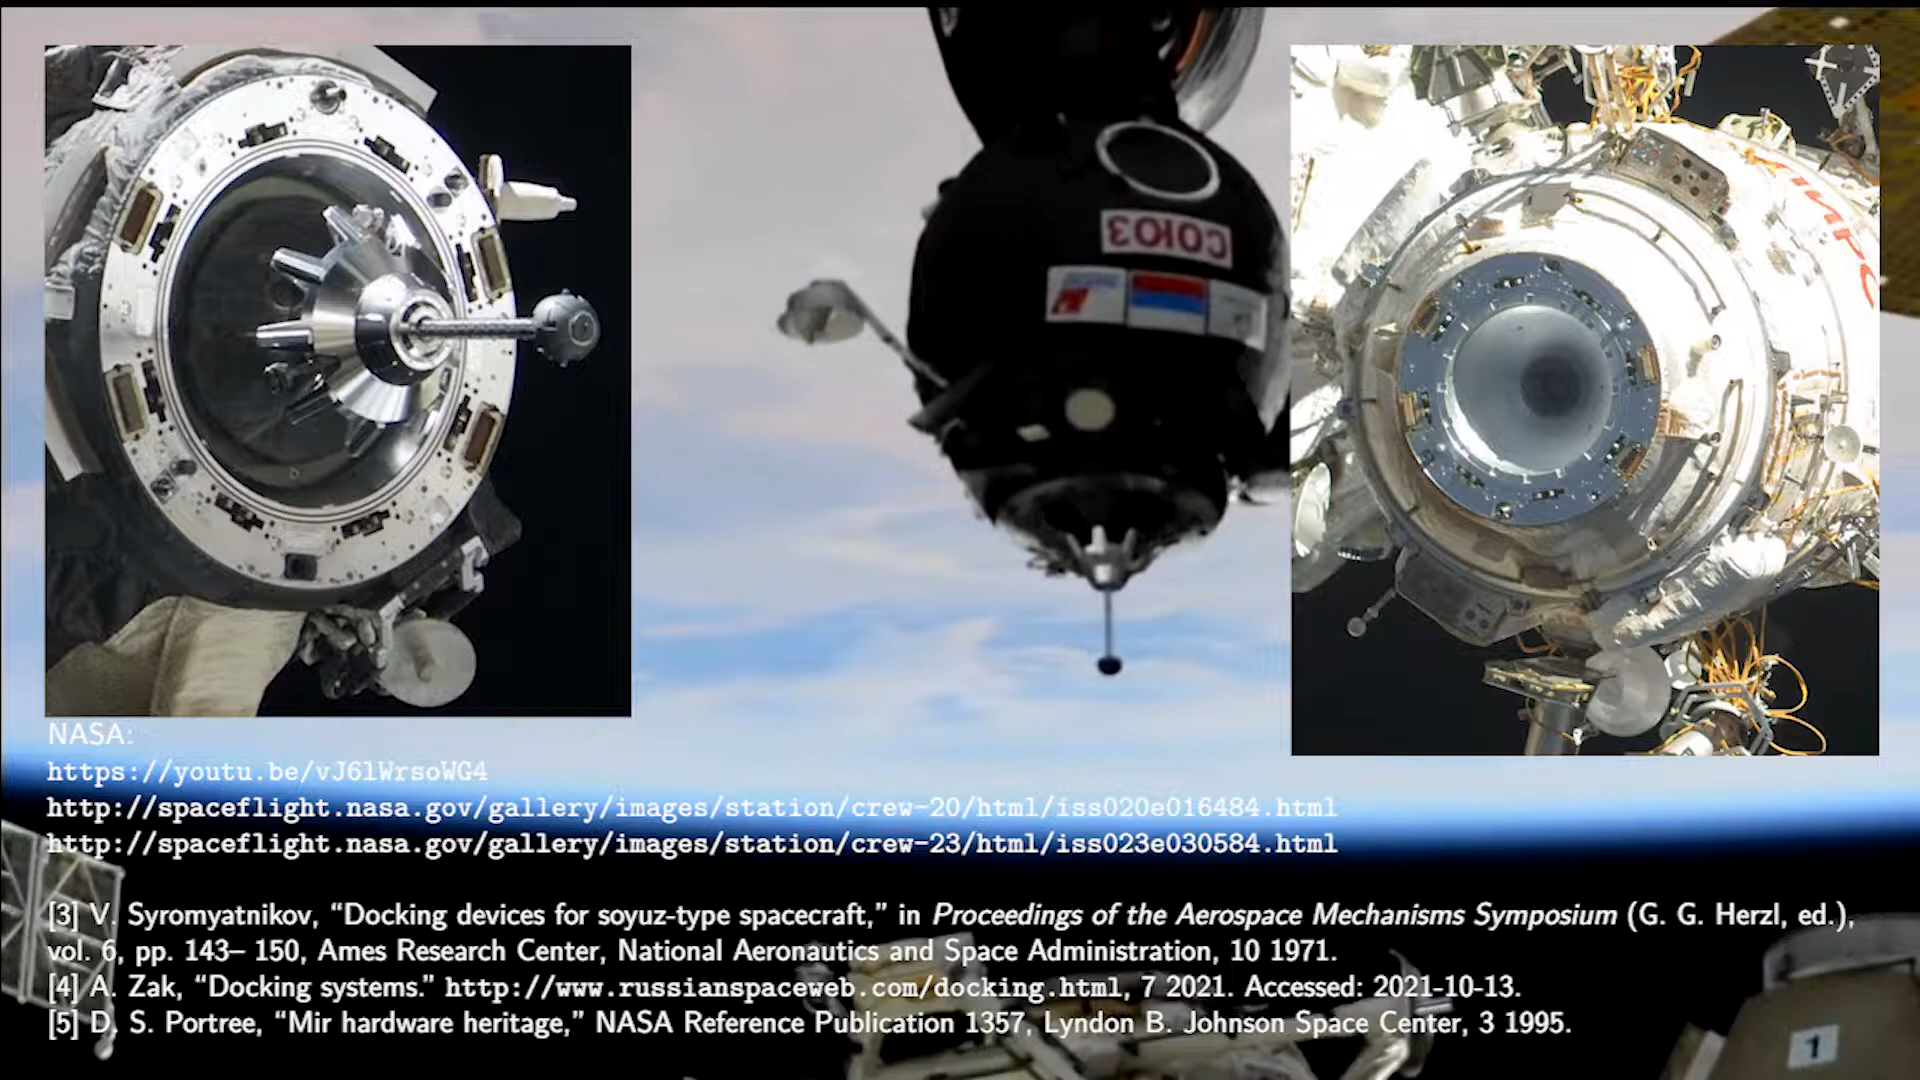 СОЮЗ
NASA:
https://youtu.be/vJ6lWrsoWG4
http://spaceflight.nasa.gov/gallery/images/station/crew-20/html/iss020e016484.html
http://spaceflight.nasa.gov/gallery/images/station/crew-23/html/iss023e030584.html
[3] V. Syromyatnikov, “Docking devices for soyuz-type spacecraft,” in Proceedings of the Aerospace Mechanisms Symposium (G. G. Herzl, ed.),
vol. 6, pp. 143– 150, Ames Research Center, National Aeronautics and Space Administration, 10 1971.
[4] A. Zak, “Docking systems.” http://www.russianspaceweb.com/docking.html, 7 2021. Accessed: 2021-10-13.
[5] D. S. Portree, “Mir hardware heritage,” NASA Reference Publication 1357, Lyndon B. Johnson Space Center, 3 1995.
1